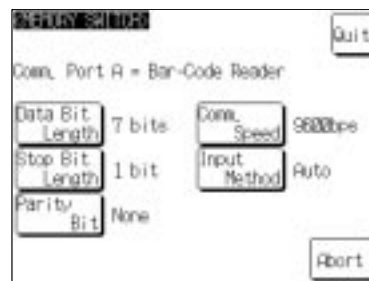 <MEMORY SWITCH>
Quit
Comm. Port A = Bar-Code Reader
Data Bit Length 7 bits
Comm. Speed 9600bps
Stop Bit Length 1 bit
Input Method Auto
Parity Bit None
Abort